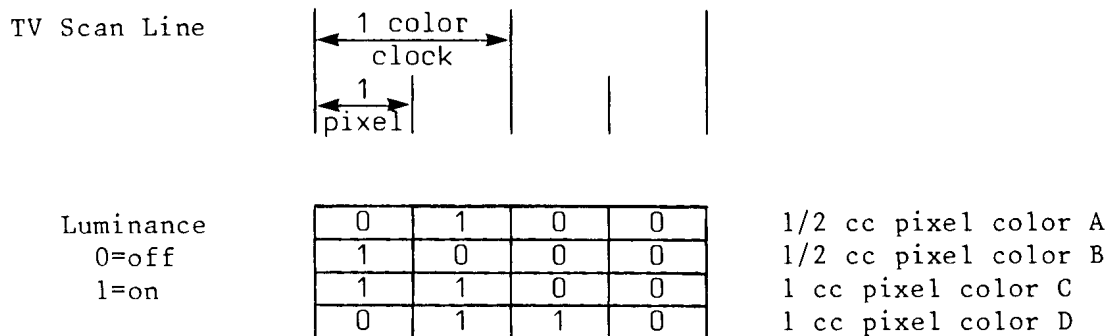 TV Scan Line
1 color
clock
1
pixel
Luminance 0 1 0 0 1/2 cc pixel color A
0=off 1 0 0 0 1/2 cc pixel color B
1=on 1 1 0 0 1 cc pixel color C
0 1 1 0 1 cc pixel color D